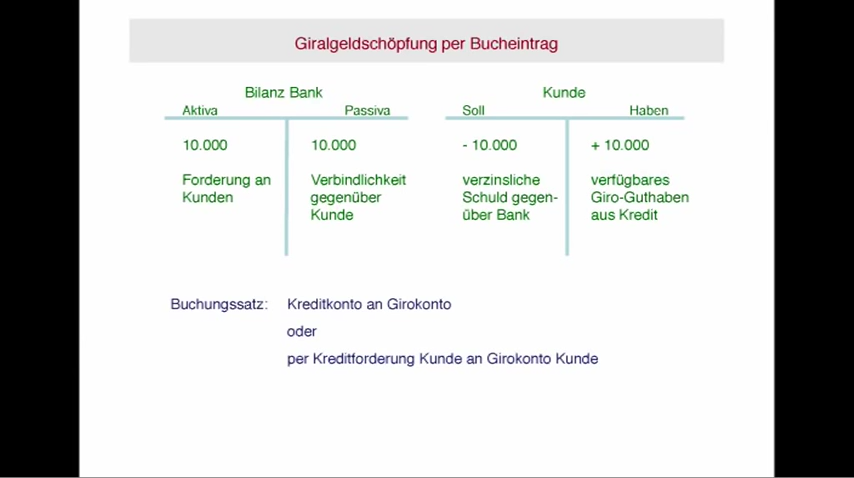 Giralgeldschöpfung per Bucheintrag
Bilanz Bank
Aktiva Passiva
10.000 10.000
Forderung an Verbindlichkeit
Kunden gegenüber
Kunde
Kunde
Soll Haben
- 10.000 + 10.000
verzinsliche verfügbares
Schuld gegen- Giro-Guthaben
über Bank aus Kredit
Buchungssatz: Kreditkonto an Girokonto
oder
per Kreditforderung Kunde an Girokonto Kunde